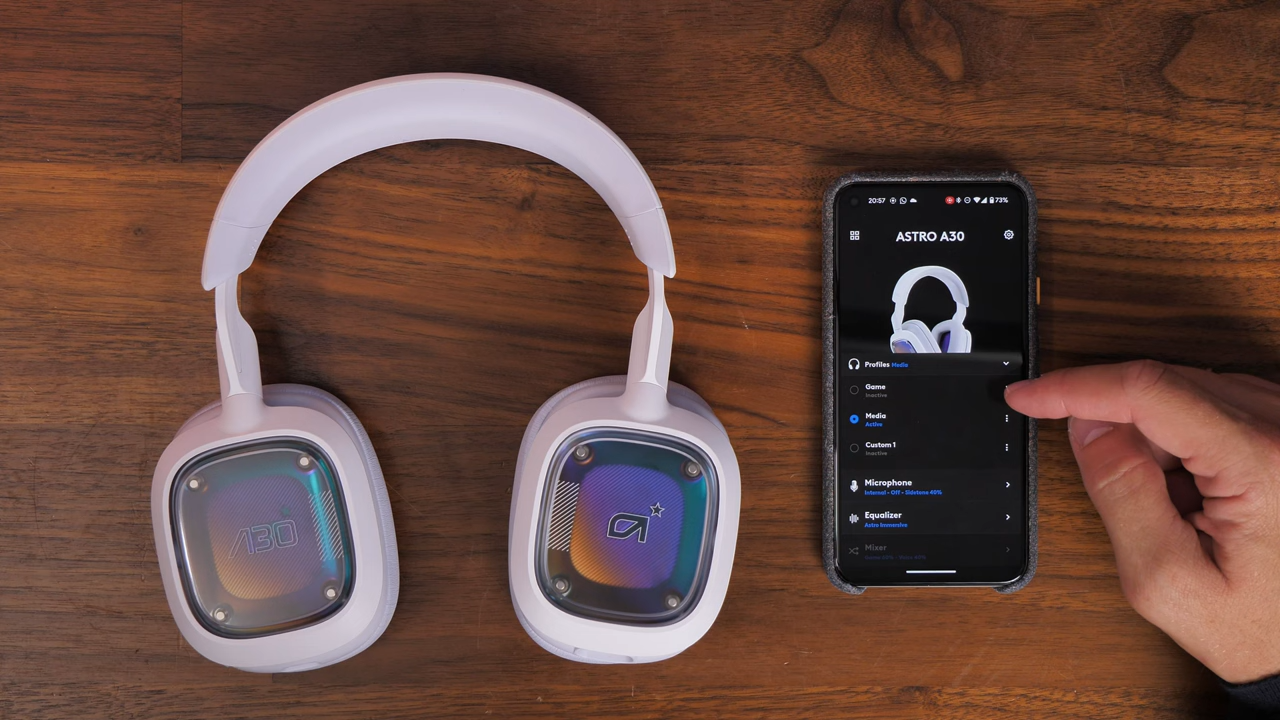 A30
20:57
73%
ASTRO A30
Profiles Media
Game
Inactive
Media
Active
Custom 1
Inactive
Microphone
Internal • Off • Sidetone 40%
Equalizer
Astro Immersive
Mixer